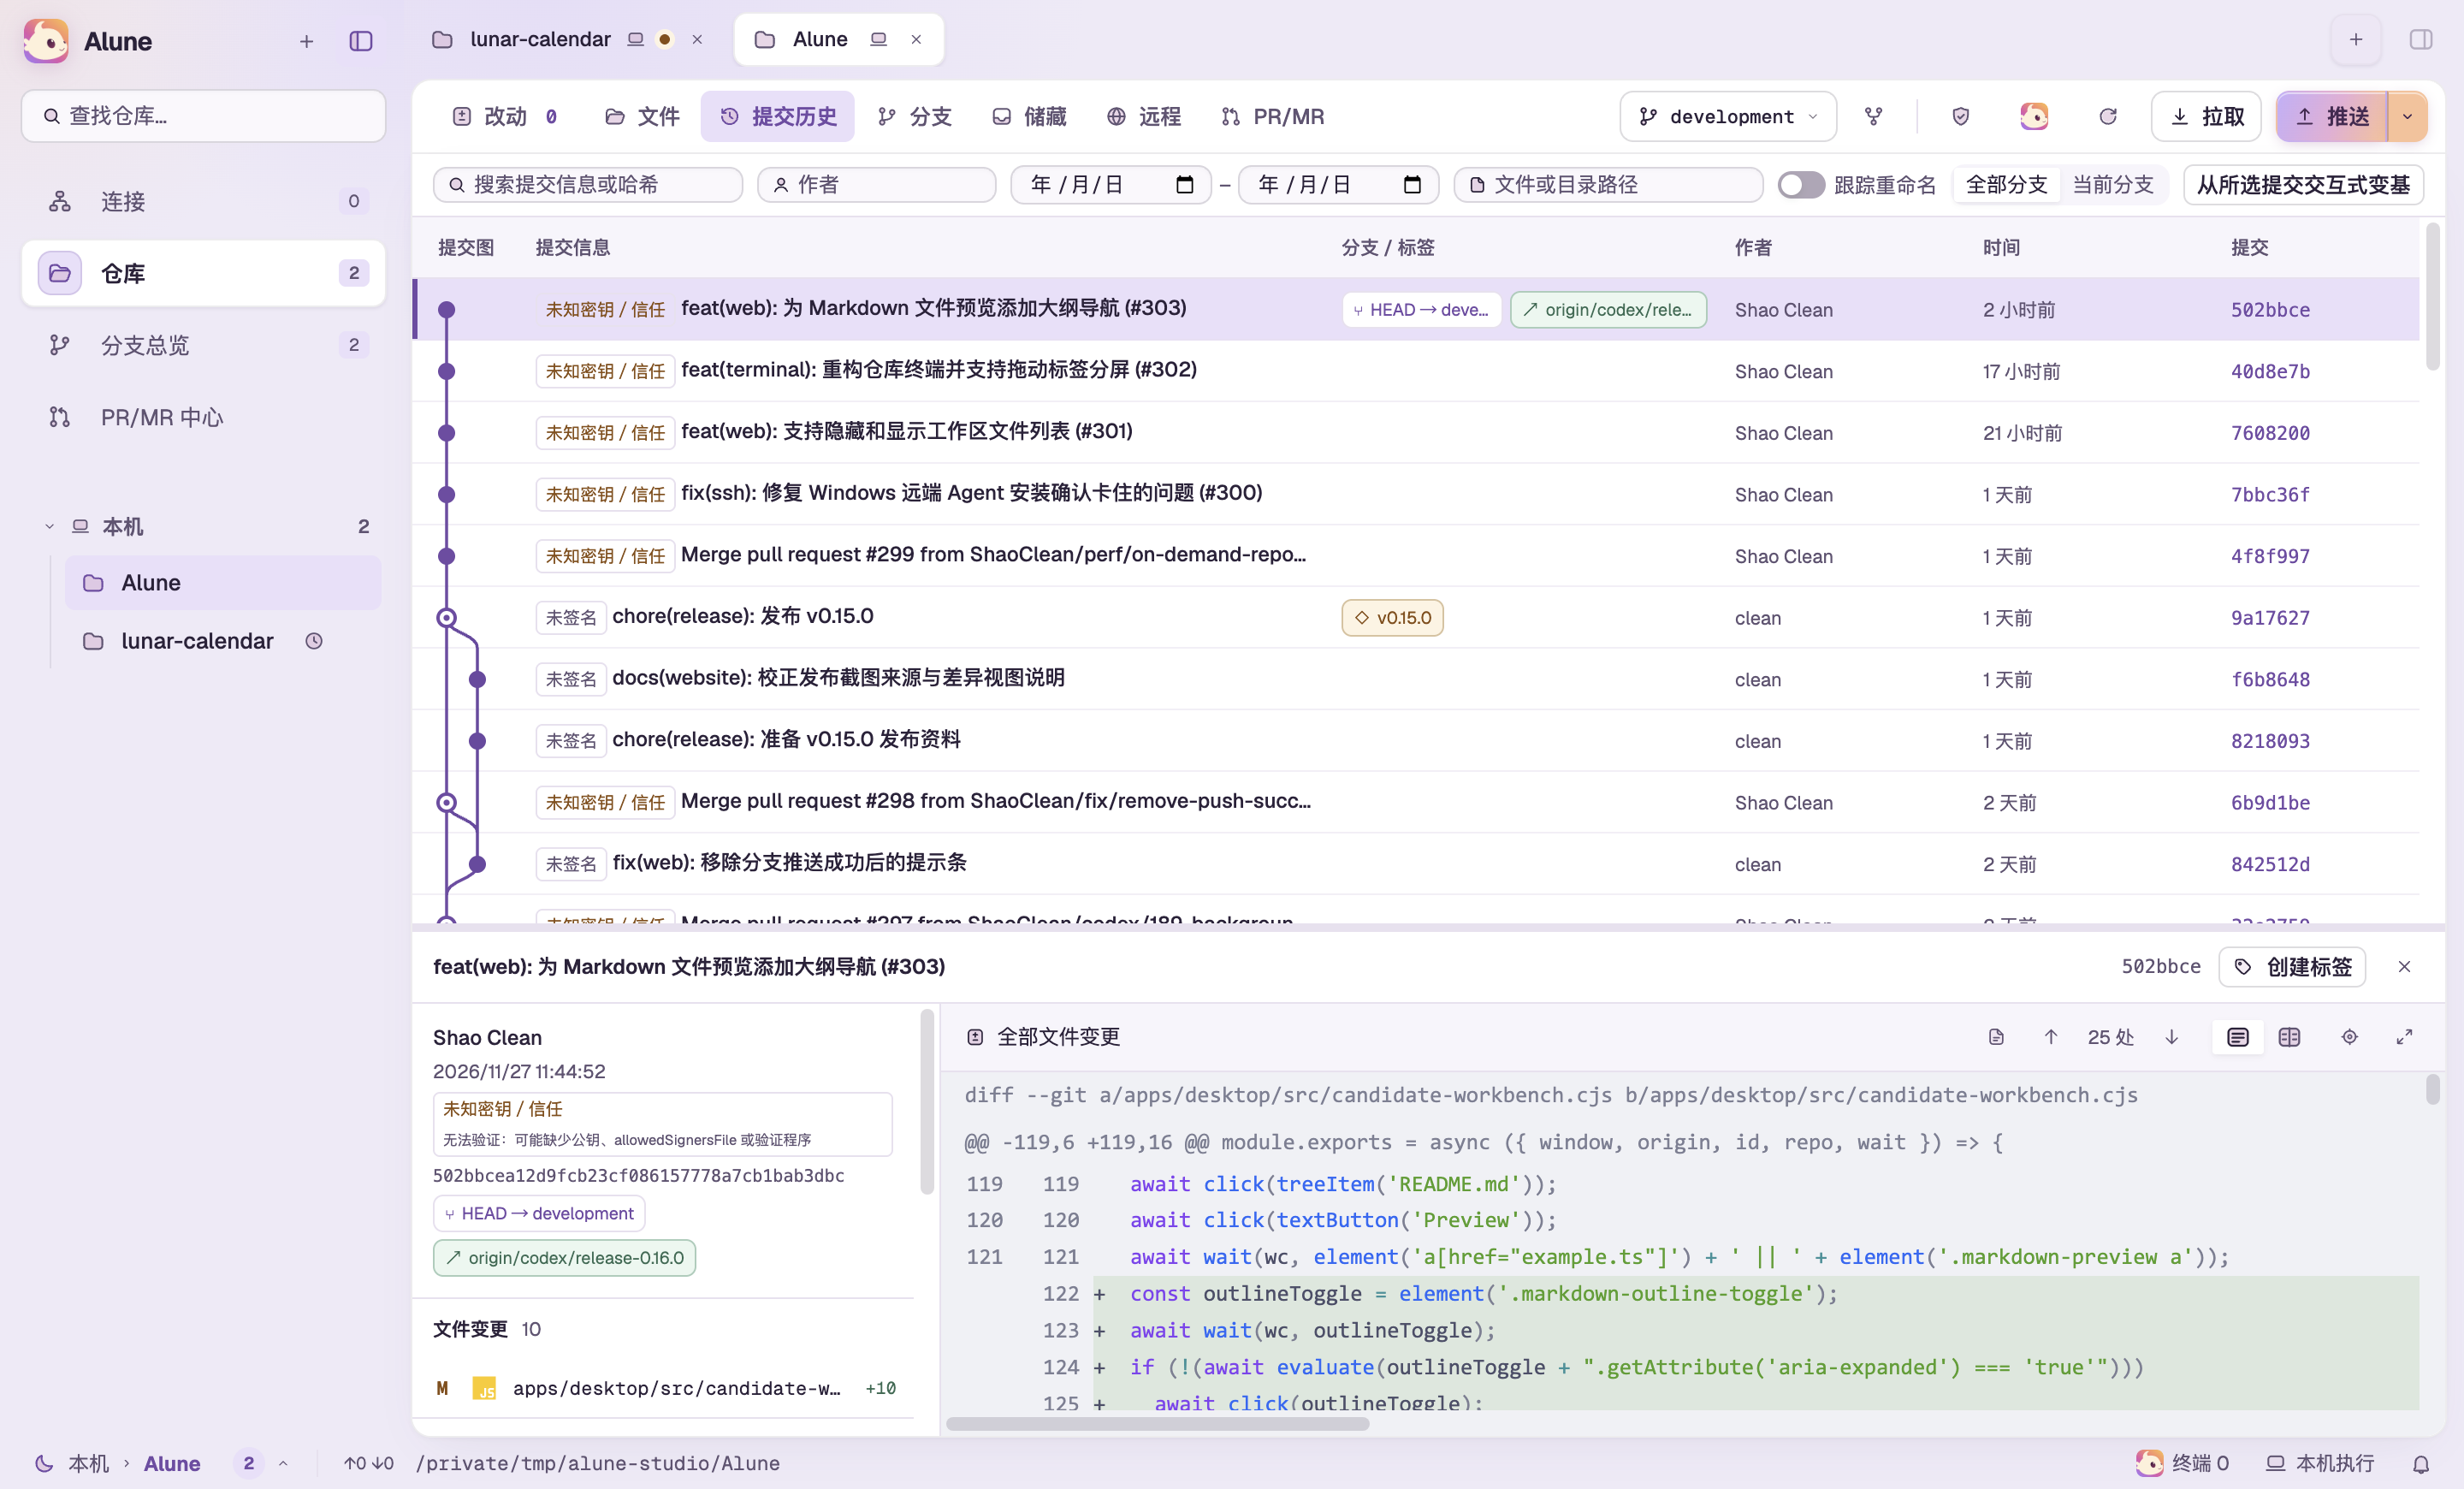 Alune
lunar-calendar
Alune
查找仓库...
改动 0
文件
提交历史
分支
储藏
远程
PR/MR
development
拉取
推送
搜索提交信息或哈希
作者
年 /月/日
–
年 /月/日
文件或目录路径
跟踪重命名
全部分支
当前分支
从所选提交交互式变基
连接 0
仓库 2
分支总览 2
PR/MR 中心
本机 2
Alune
lunar-calendar
提交图 提交信息 分支 / 标签 作者 时间 提交
未知密钥 / 信任 feat(web): 为 Markdown 文件预览添加大纲导航 (#303) HEAD → deve... origin/codex/rele... Shao Clean 2 小时前 502bbce
未知密钥 / 信任 feat(terminal): 重构仓库终端并支持拖动标签分屏 (#302) Shao Clean 17 小时前 40d8e7b
未知密钥 / 信任 feat(web): 支持隐藏和显示工作区文件列表 (#301) Shao Clean 21 小时前 7608200
未知密钥 / 信任 fix(ssh): 修复 Windows 远端 Agent 安装确认卡住的问题 (#300) Shao Clean 1 天前 7bbc36f
未知密钥 / 信任 Merge pull request #299 from ShaoClean/perf/on-demand-repo... Shao Clean 1 天前 4f8f997
未签名 chore(release): 发布 v0.15.0 v0.15.0 clean 1 天前 9a17627
未签名 docs(website): 校正发布截图来源与差异视图说明 clean 1 天前 f6b8648
未签名 chore(release): 准备 v0.15.0 发布资料 clean 1 天前 8218093
未知密钥 / 信任 Merge pull request #298 from ShaoClean/fix/remove-push-succ... Shao Clean 2 天前 6b9d1be
未签名 fix(web): 移除分支推送成功后的提示条 clean 2 天前 842512d
未知密钥 / 信任 Merge pull request #297 from ShaoClean/codex/189-backgroun... Shao Clean 2 天前
feat(web): 为 Markdown 文件预览添加大纲导航 (#303) 502bbce 创建标签
Shao Clean
2026/11/27 11:44:52
未知密钥 / 信任
无法验证：可能缺少公钥、allowedSignersFile 或验证程序
502bbcea12d9fcb23cf086157778a7cb1bab3dbc
HEAD → development
origin/codex/release-0.16.0
文件变更 10
M JS apps/desktop/src/candidate-w... +10
全部文件变更 25 处
diff --git a/apps/desktop/src/candidate-workbench.cjs b/apps/desktop/src/candidate-workbench.cjs
@@ -119,6 +119,16 @@ module.exports = async ({ window, origin, id, repo, wait }) => {
119 119 await click(treeItem('README.md'));
120 120 await click(textButton('Preview'));
121 121 await wait(wc, element('a[href="example.ts"]') + ' || ' + element('.markdown-preview a'));
122 + const outlineToggle = element('.markdown-outline-toggle');
123 + await wait(wc, outlineToggle);
124 + if (!(await evaluate(outlineToggle + ".getAttribute('aria-expanded') === 'true'")))
125 + await click(outlineToggle);
本机 › Alune 2 ↑0 ↓0 /private/tmp/alune-studio/Alune
终端 0 本机执行